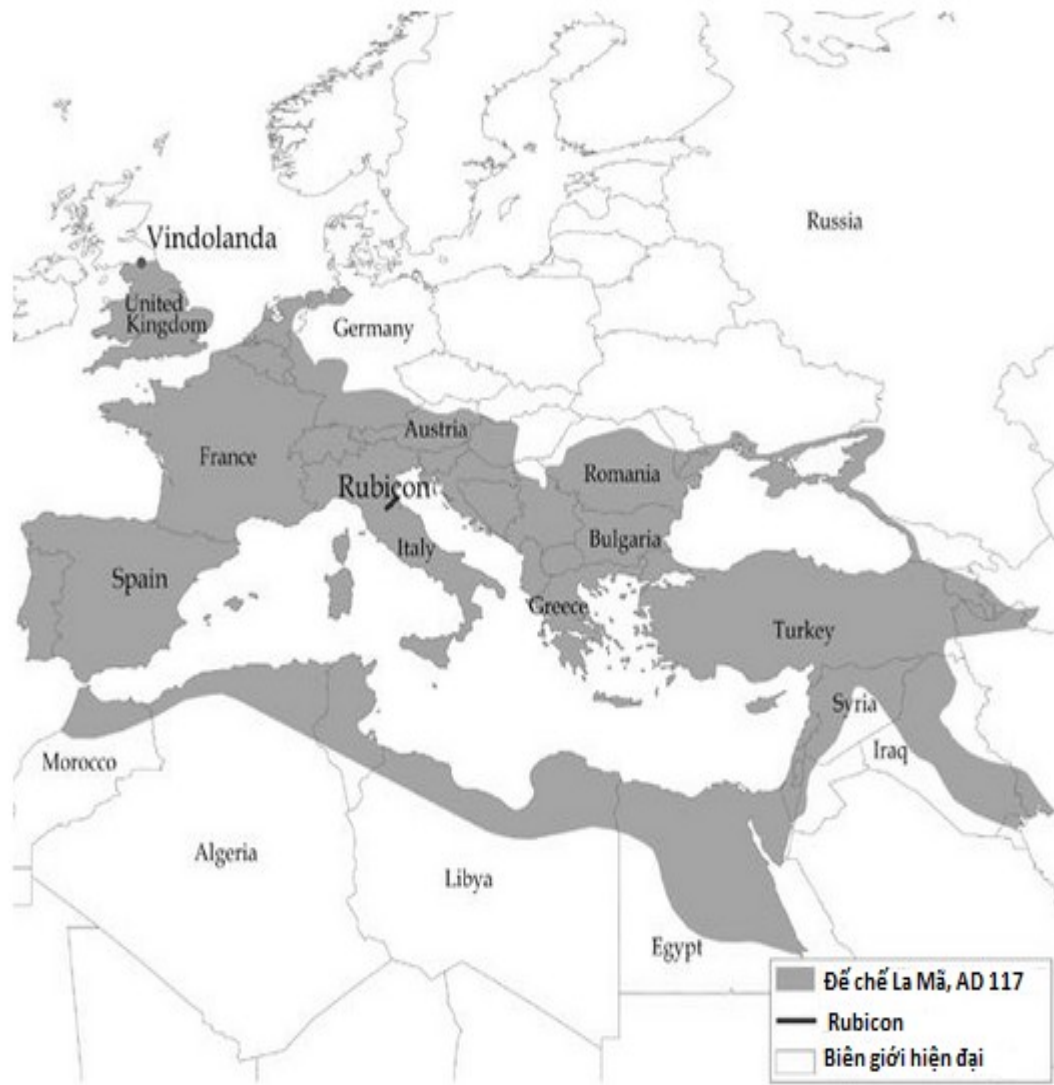 Russia
Vindolanda
United
Kingdom
Germany
Austria
France
Romania
Rubicon
Bulgaria
Italy
Spain
Greece
Turkey
Syria
Iraq
Morocco
Algeria
Libya
Egypt
Đế chế La Mã, AD 117
Rubicon
Biên giới hiện đại